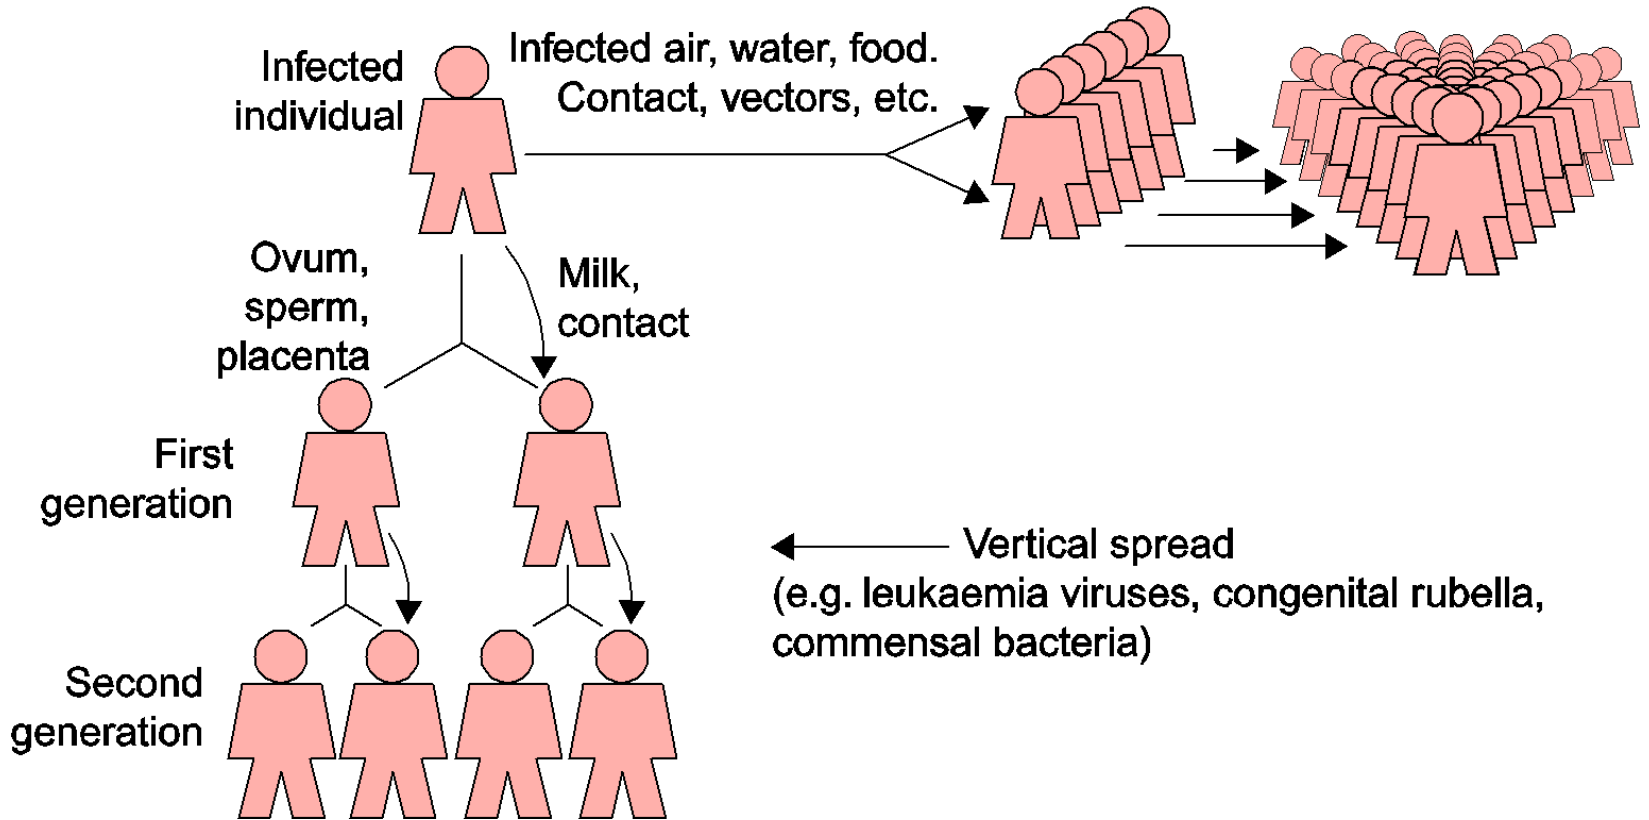 Infected
individual
Infected air, water, food.
Contact, vectors, etc.
Ovum,
sperm,
placenta
Milk,
contact
First
generation
Vertical spread
(e.g. leukaemia viruses, congenital rubella,
commensal bacteria)
Second
generation